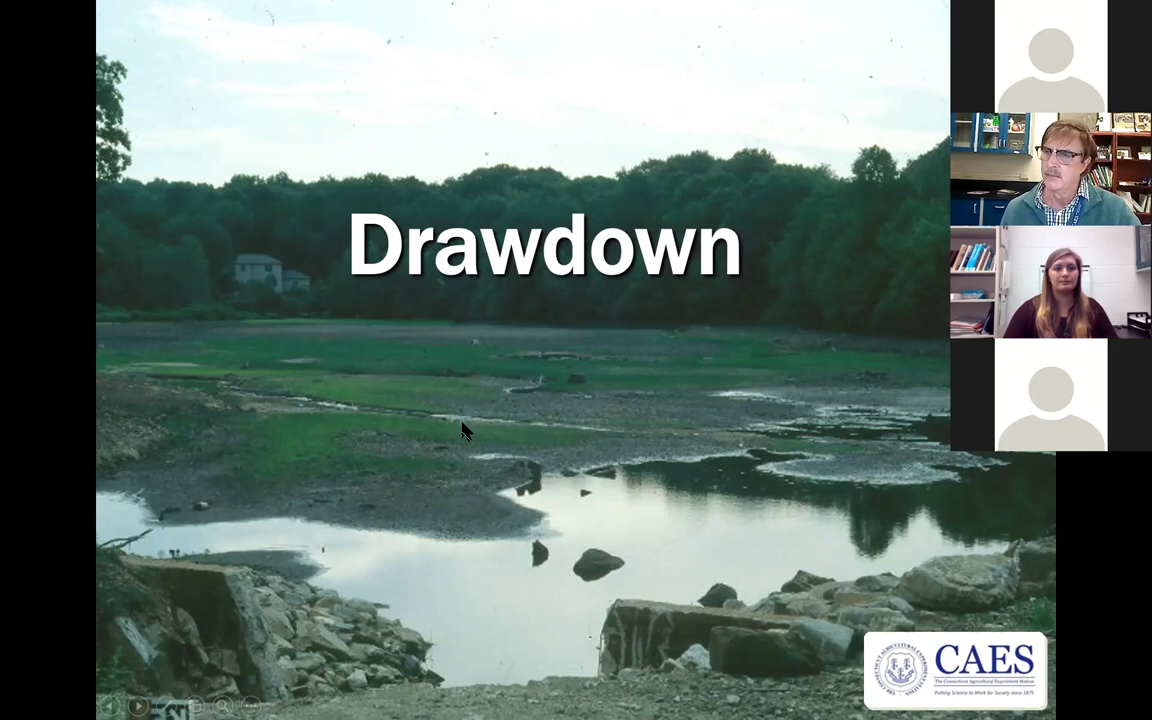 Drawdown
CAES
The Connecticut Agricultural Experiment Station
Putting Science to Work for Society since 1875